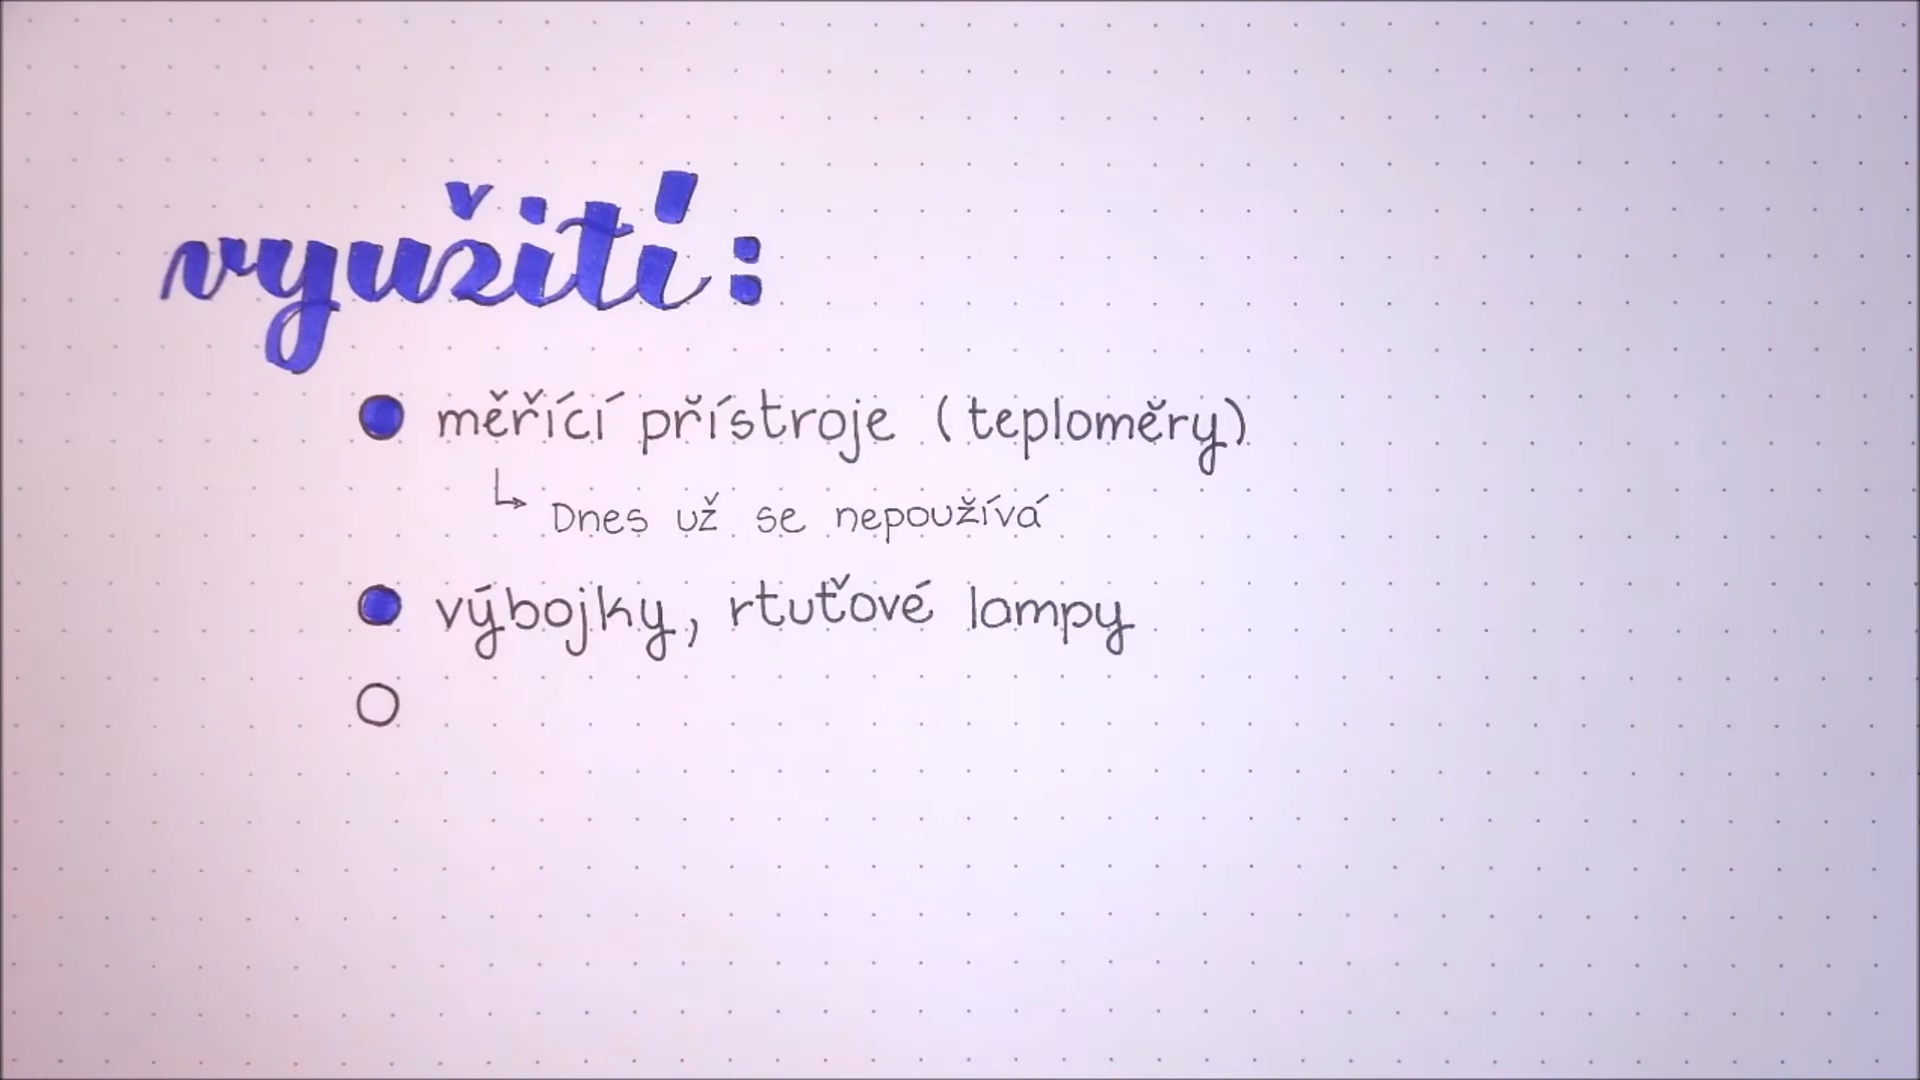 využití:
měřící přístroje (teploměry)
Dnes už se nepoužívá
výbojky, rtuťové lampy